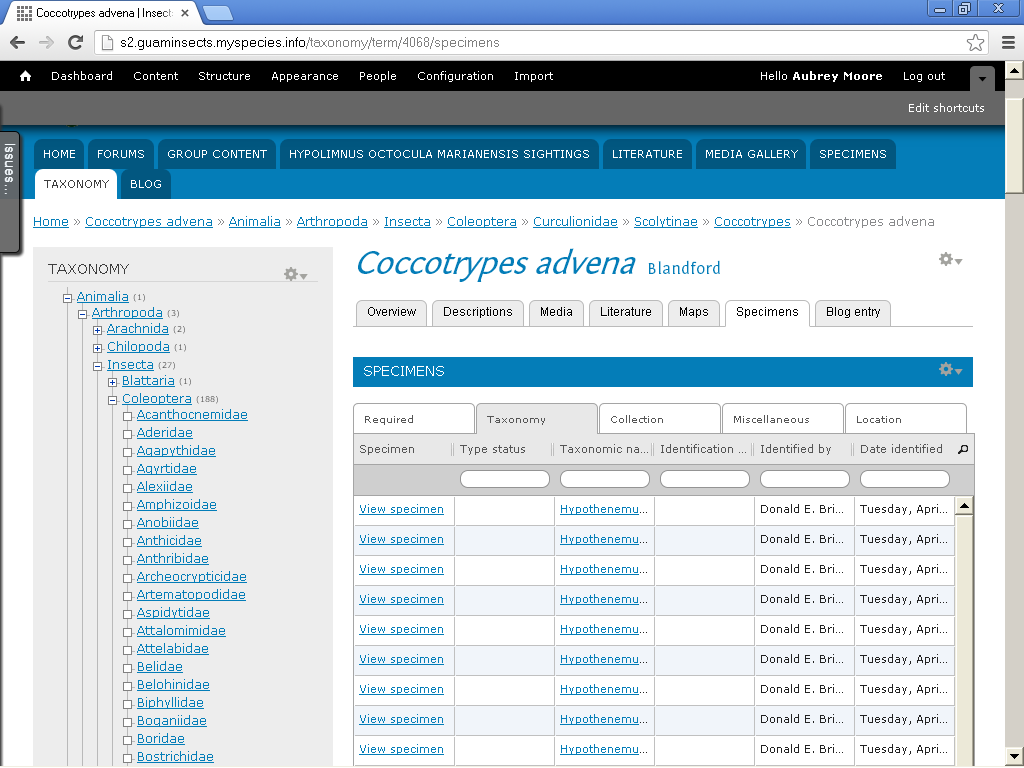 Coccotrypes advena | Insect
s2.guaminsects.myspecies.info/taxonomy/term/4068/specimens
Dashboard Content Structure Appearance People Configuration Import Hello Aubrey Moore Log out
Edit shortcuts
Issues...
HOME FORUMS GROUP CONTENT HYPOLIMNUS OCTOCULA MARIANENSIS SIGHTINGS LITERATURE MEDIA GALLERY SPECIMENS
TAXONOMY BLOG
Home » Coccotrypes advena » Animalia » Arthropoda » Insecta » Coleoptera » Curculionidae » Scolytinae » Coccotrypes » Coccotrypes advena
TAXONOMY
Animalia (1)
Arthropoda (3)
Arachnida (2)
Chilopoda (1)
Insecta (27)
Blattaria (1)
Coleoptera (188)
Acanthocnemidae
Aderidae
Agapythidae
Agyrtidae
Alexiidae
Amphizoidae
Anobiidae
Anthicidae
Anthribidae
Archeocrypticidae
Artematopodidae
Aspidytidae
Attalomimidae
Attelabidae
Belidae
Belohinidae
Biphyllidae
Boganiidae
Boridae
Bostrichidae
Coccotrypes advena Blandford
Overview Descriptions Media Literature Maps Specimens Blog entry
SPECIMENS
Required Taxonomy Collection Miscellaneous Location
Specimen Type status Taxonomic na... Identification ... Identified by Date identified
View specimen Hypothenemu... Donald E. Bri... Tuesday, Apri...
View specimen Hypothenemu... Donald E. Bri... Tuesday, Apri...
View specimen Hypothenemu... Donald E. Bri... Tuesday, Apri...
View specimen Hypothenemu... Donald E. Bri... Tuesday, Apri...
View specimen Hypothenemu... Donald E. Bri... Tuesday, Apri...
View specimen Hypothenemu... Donald E. Bri... Tuesday, Apri...
View specimen Hypothenemu... Donald E. Bri... Tuesday, Apri...
View specimen Hypothenemu... Donald E. Bri... Tuesday, Apri...
View specimen Hypothenemu... Donald E. Bri... Tuesday, Apri...